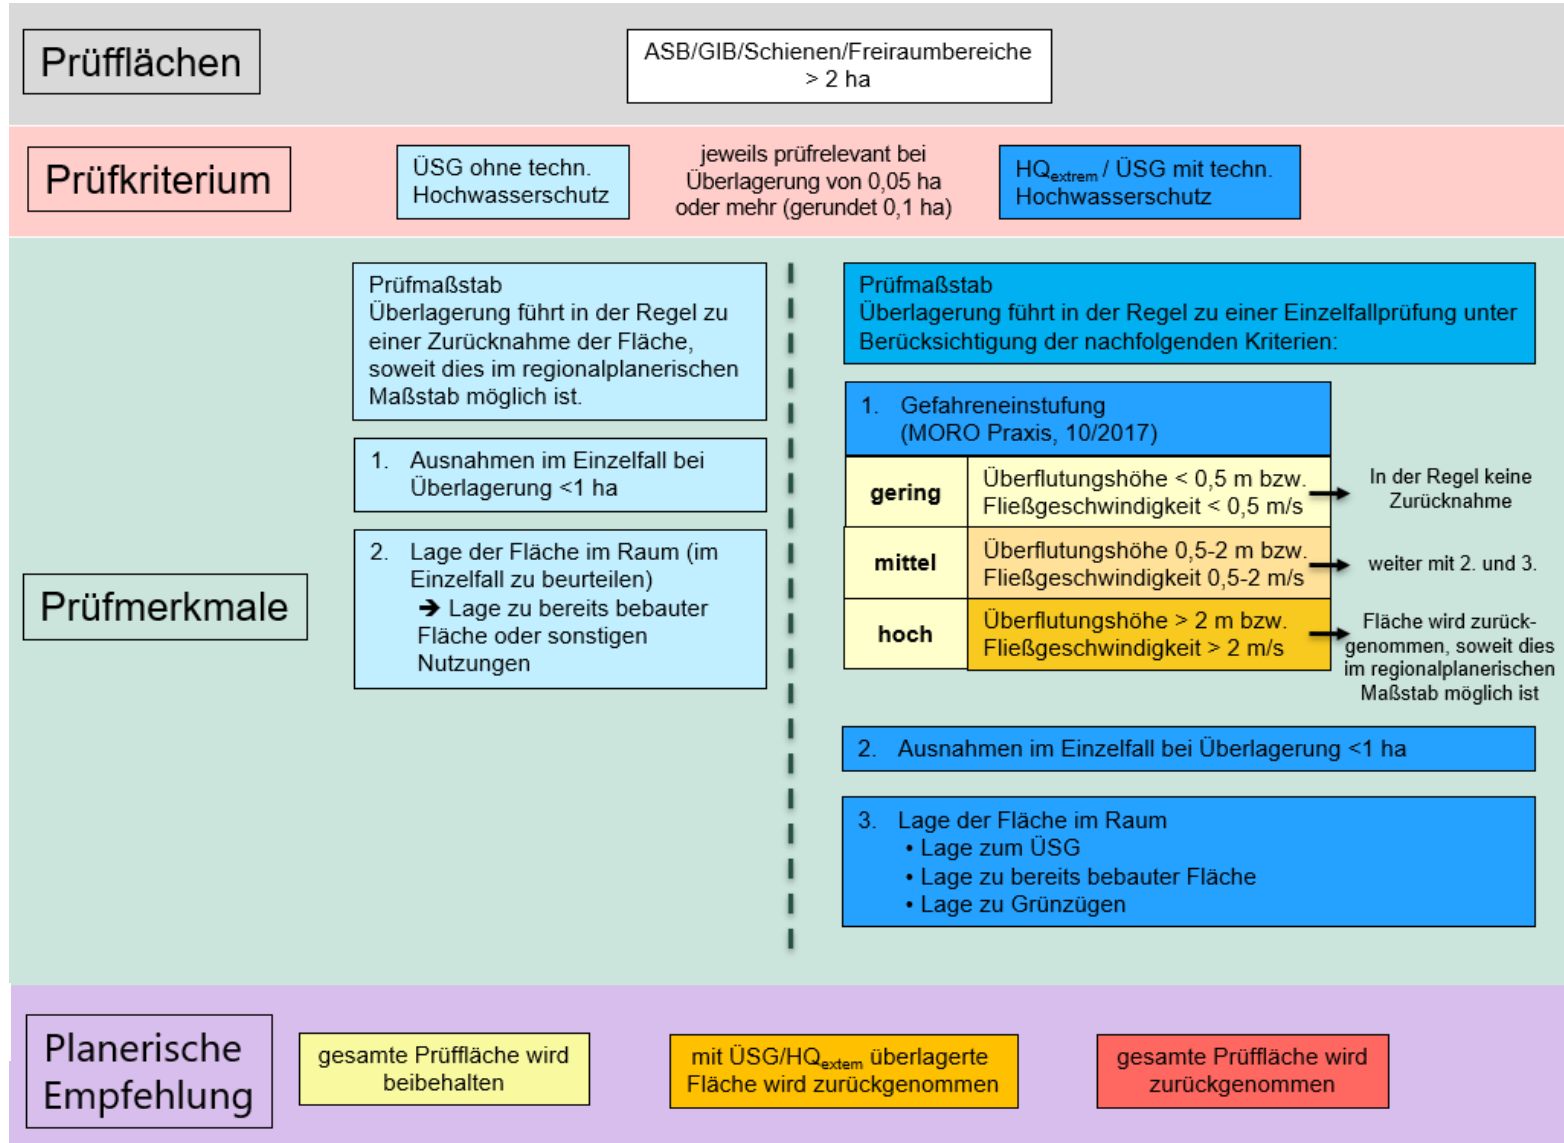 Prüfflächen
ASB/GIB/Schienen/Freiraumbereiche
> 2 ha
Prüfkriterium
ÜSG ohne techn.
Hochwasserschutz
jeweils prüfrelevant bei
Überlagerung von 0,05 ha
oder mehr (gerundet 0,1 ha)
HQextrem / ÜSG mit techn.
Hochwasserschutz
Prüfmerkmale
Prüfmaßstab
Überlagerung führt in der Regel zu
einer Zurücknahme der Fläche,
soweit dies im regionalplanerischen
Maßstab möglich ist.
1. Ausnahmen im Einzelfall bei
Überlagerung <1 ha
2. Lage der Fläche im Raum (im
Einzelfall zu beurteilen)
➔ Lage zu bereits bebauter
Fläche oder sonstigen
Nutzungen
Prüfmaßstab
Überlagerung führt in der Regel zu einer Einzelfallprüfung unter
Berücksichtigung der nachfolgenden Kriterien:
1. Gefahreneinstufung
(MORO Praxis, 10/2017)
gering
Überflutungshöhe < 0,5 m bzw.
Fließgeschwindigkeit < 0,5 m/s
In der Regel keine
Zurücknahme
mittel
Überflutungshöhe 0,5-2 m bzw.
Fließgeschwindigkeit 0,5-2 m/s
weiter mit 2. und 3.
hoch
Überflutungshöhe > 2 m bzw.
Fließgeschwindigkeit > 2 m/s
Fläche wird zurück-
genommen, soweit dies
im regionalplanerischen
Maßstab möglich ist
2. Ausnahmen im Einzelfall bei Überlagerung <1 ha
3. Lage der Fläche im Raum
• Lage zum ÜSG
• Lage zu bereits bebauter Fläche
• Lage zu Grünzügen
Planerische
Empfehlung
gesamte Prüffläche wird
beibehalten
mit ÜSG/HQextem überlagerte
Fläche wird zurückgenommen
gesamte Prüffläche wird
zurückgenommen